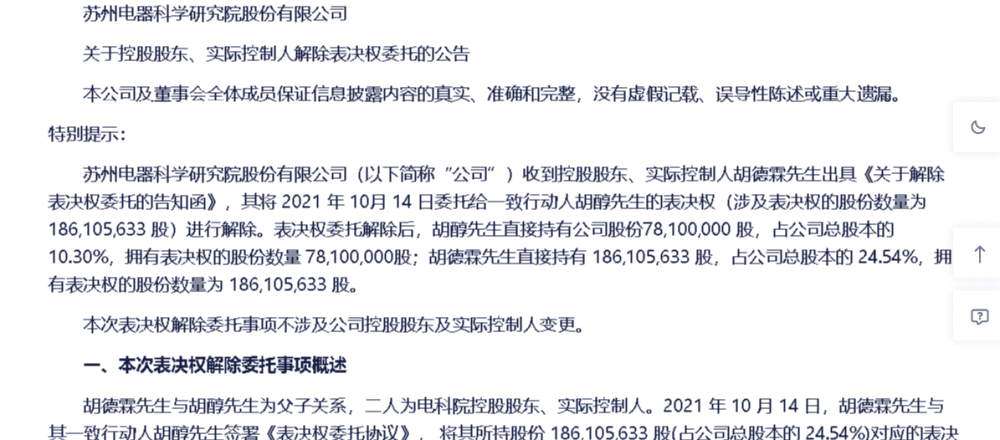 苏州电器科学研究院股份有限公司
关于控股股东、实际控制人解除表决权委托的公告
本公司及董事会全体成员保证信息披露内容的真实、准确和完整，没有虚假记载、误导性陈述或重大遗漏。
特别提示：
苏州电器科学研究院股份有限公司（以下简称“公司”）收到控股股东、实际控制人胡德霖先生出具《关于解除
表决权委托的告知函》，其将 2021 年 10月 14 日委托给一致行动人胡醇先生的表决权（涉及表决权的股份数量为
186,105,633 股）进行解除。表决权委托解除后，胡醇先生直接持有公司股份78,100,000 股，占公司总股本的
10.30%，拥有表决权的股份数量 78,100,000股；胡德霖先生直接持有 186,105,633 股，占公司总股本的 24.54%，拥
有表决权的股份数量为 186,105,633 股。
本次表决权解除委托事项不涉及公司控股股东及实际控制人变更。
一、本次表决权解除委托事项概述
胡德霖先生与胡醇先生为父子关系，二人为电科院控股股东、实际控制人。2021 年 10 月 14 日，胡德霖先生与
其一致行动人胡醇先生签署《表决权委托协议》，将其所持股份 186,105,633 股(占公司总股本的 24.54%)对应的表决